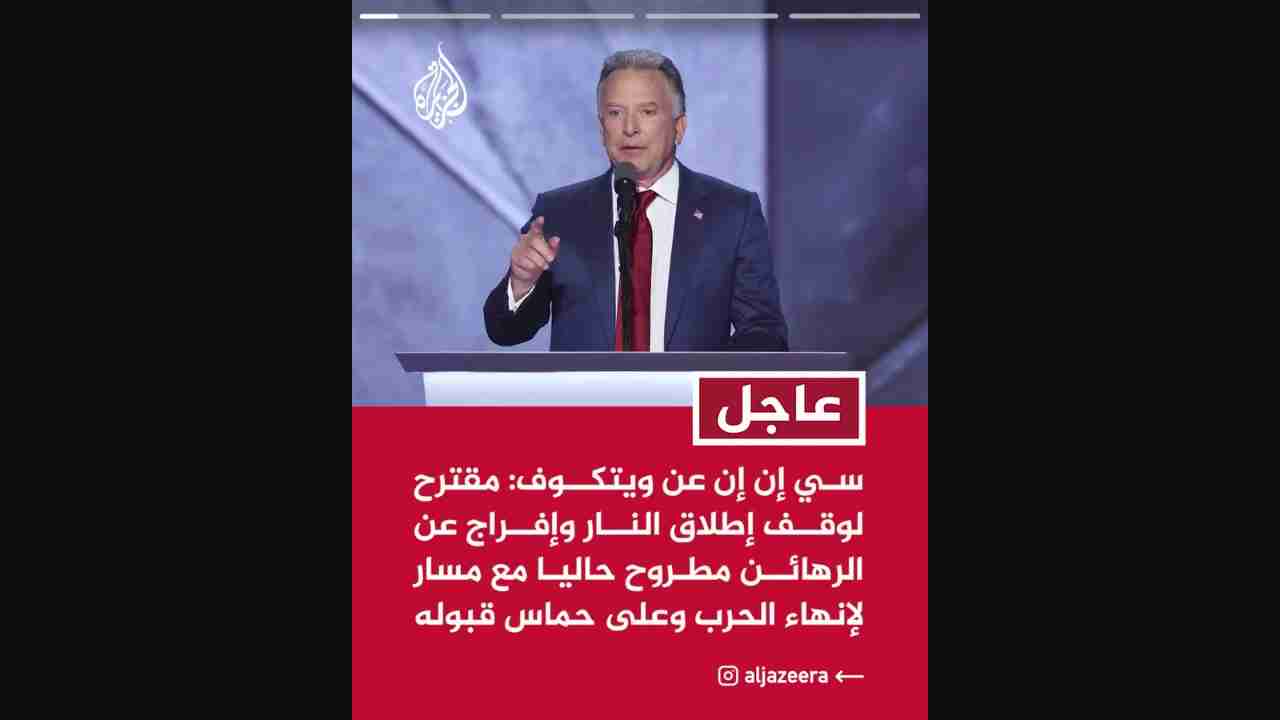 الجزيرة
عاجل
سي إن إن عن ويتكوف: مقترح
لوقف إطلاق النار وإفراج عن
الرهائن مطروح حاليا مع مسار
لإنهاء الحرب وعلى حماس قبوله
aljazeera